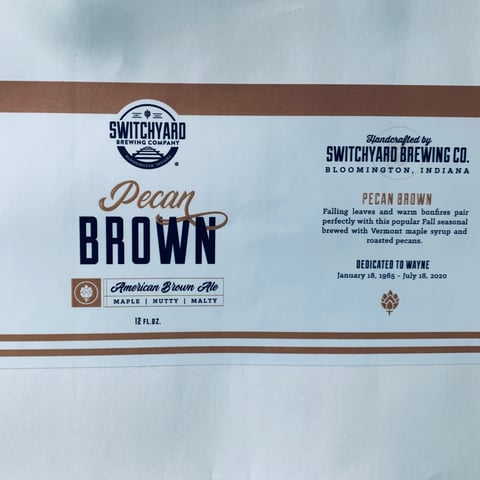 SWITCHYARD
BREWING COMPANY
Pecan
BROWN
American Brown Ale
MAPLE | NUTTY | MALTY
12 FL.OZ.
Handcrafted by
SWITCHYARD BREWING CO.
BLOOMINGTON, INDIANA
PECAN BROWN
Falling leaves and warm bonfires pair
perfectly with this popular Fall seasonal
brewed with Vermont maple syrup and
roasted pecans.
DEDICATED TO WAYNE
January 18, 1965 - July 18, 2020